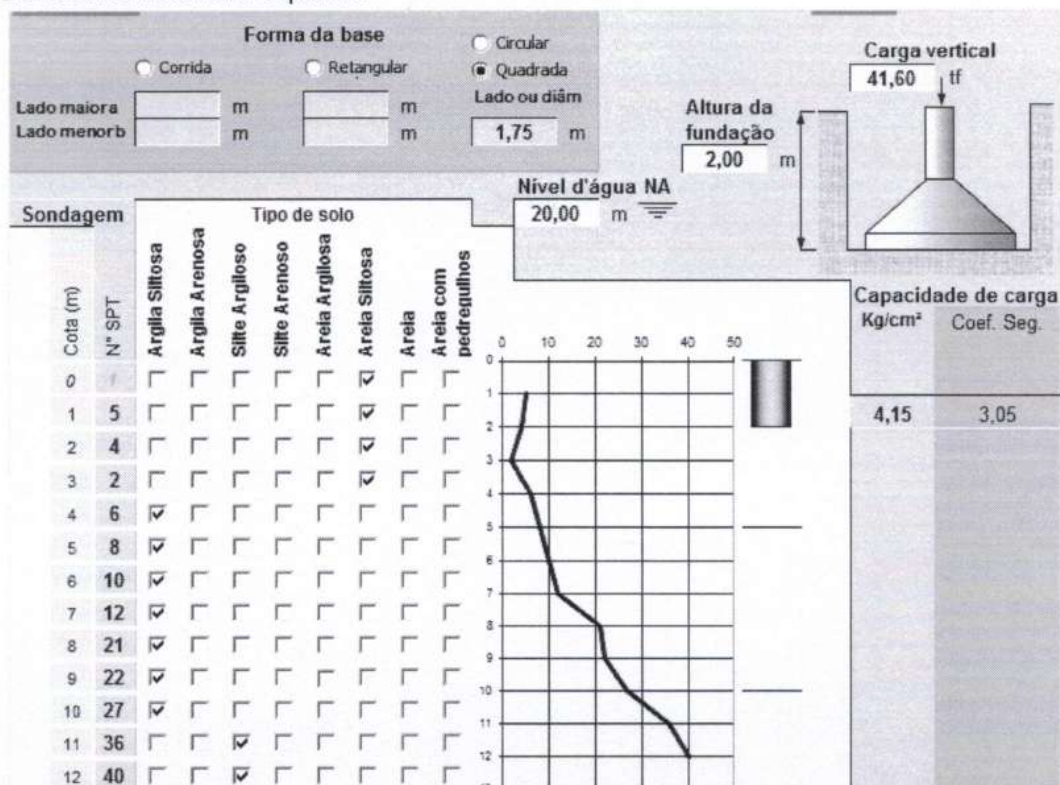 Forma da base
Corrida Retangular Circular
Quadrada
Lado maior a m m Lado ou diâm
Lado menor b m m 1,75 m
Carga vertical
41,60 tf
Altura da
fundação
2,00 m
Nível d'água NA
20,00 m
Sondagem Tipo de solo
Cota (m) N° SPT Argila Siltosa Argila Arenosa Silte Argiloso Silte Arenoso Areia Argilosa Areia Siltosa Areia Areia com pedregulhos
Capacidade de carga
Kg/cm² Coef. Seg.
4,15 3,05
0 10 20 30 40 50
0
1 5
2 4
3 2
4 6
5 8
6 10
7 12
8 21
9 22
10 27
11 36
12 40
0
1
2
3
4
5
6
7
8
9
10
11
12